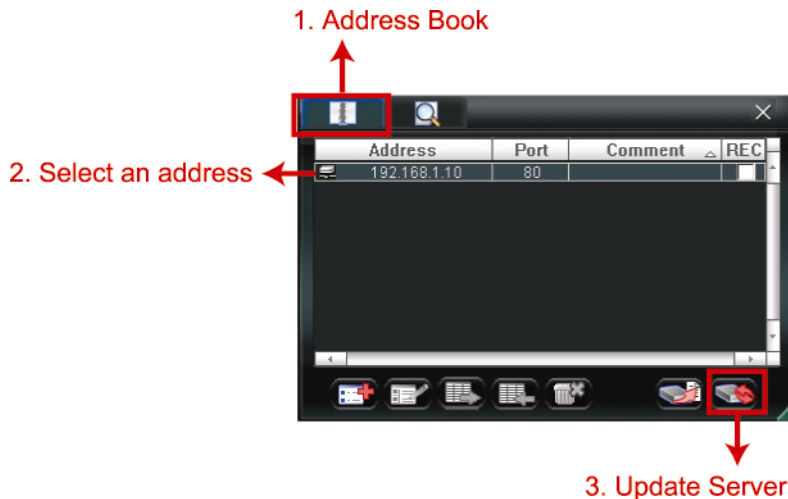 1. Address Book
Address Port Comment REC
2. Select an address
192.168.1.10 80
3. Update Server